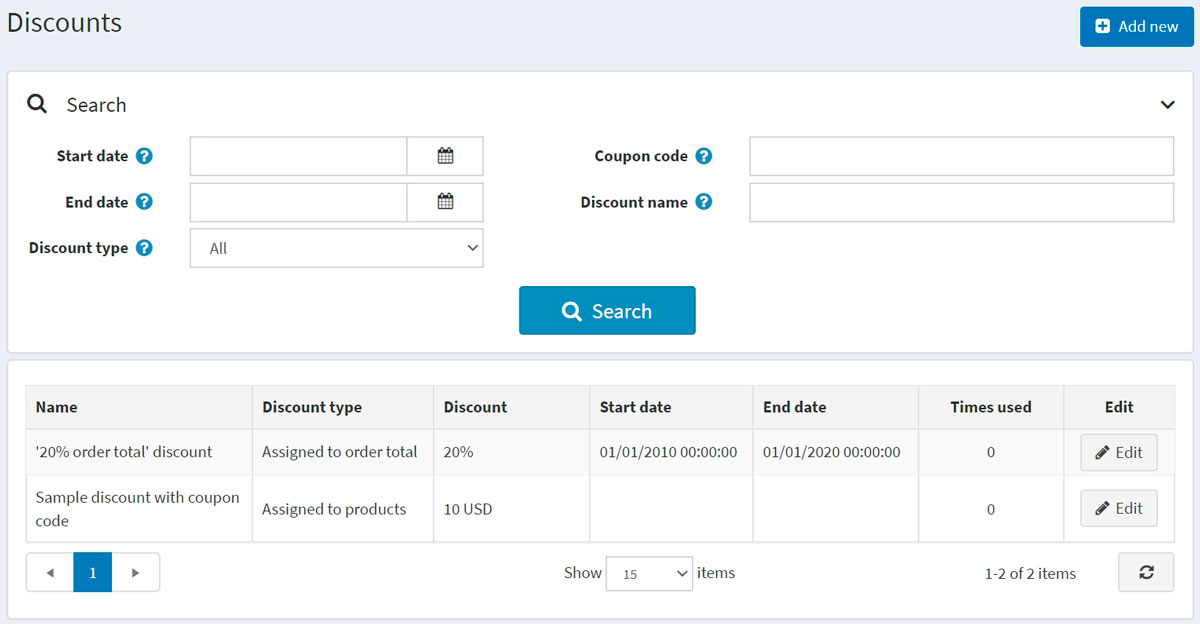 Discounts
Add new
Search
Start date ?
Coupon code ?
End date ?
Discount name ?
Discount type ?
All
Search
Name Discount type Discount Start date End date Times used Edit
'20% order total' discount Assigned to order total 20% 01/01/2010 00:00:00 01/01/2020 00:00:00 0 Edit
Sample discount with coupon
code
Assigned to products 10 USD 0 Edit
1
Show 15 items
1-2 of 2 items